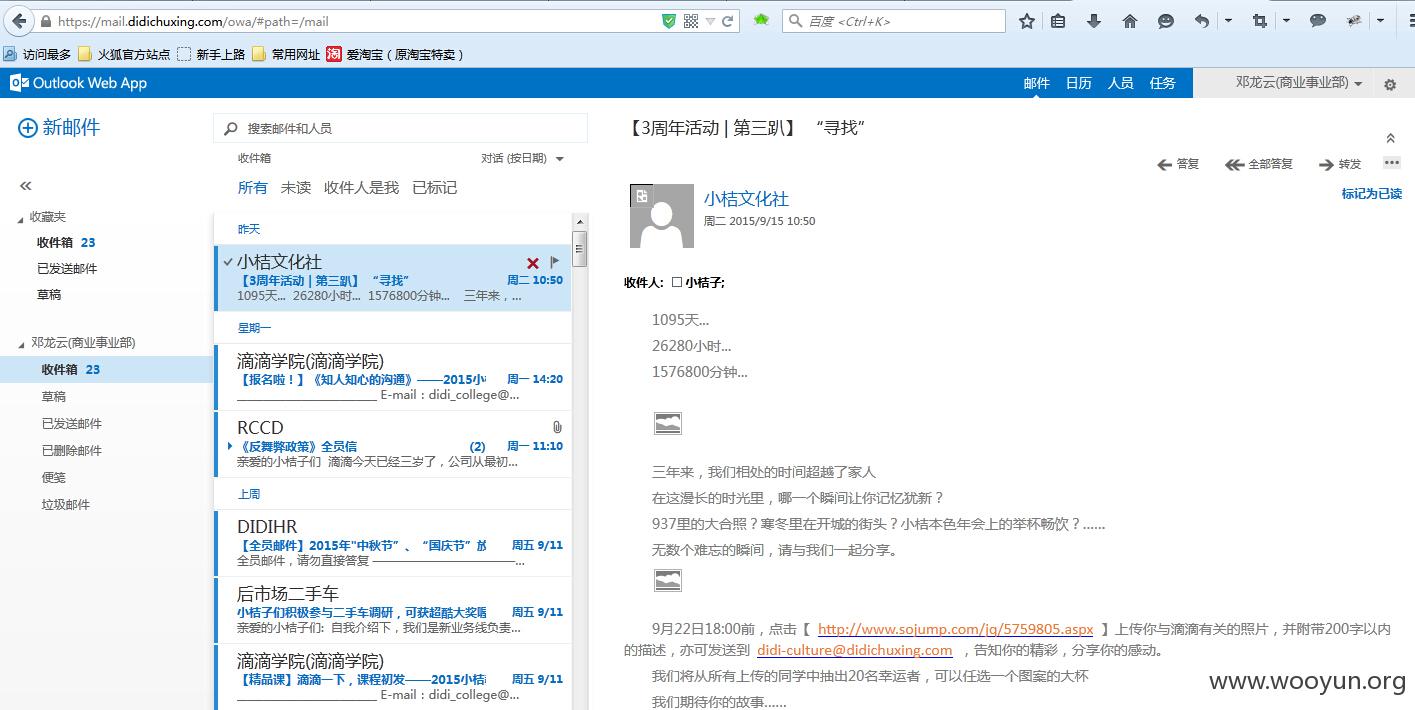 https://mail.didichuxing.com/owa/#path=/mail
百度 <Ctrl+K>
访问最多 火狐官方站点 新手上路 常用网址 淘 爱淘宝（原淘宝特卖）
Outlook Web App
邮件 日历 人员 任务
邓龙云(商业事业部)
新邮件
收藏夹
收件箱 23
已发送邮件
草稿
邓龙云(商业事业部)
收件箱 23
草稿
已发送邮件
已删除邮件
便笺
垃圾邮件
搜索邮件和人员
收件箱 对话 (按日期)
所有 未读 收件人是我 已标记
昨天
小桔文化社
【3周年活动 | 第三趴】 “寻找” 周二 10:50
1095天... 26280小时... 1576800分钟... 三年来，...
星期一
滴滴学院(滴滴学院)
【报名啦！】《知人知心的沟通》——2015小 周一 14:20
E-mail：didi_college@...
RCCD
《反舞弊政策》全员信 (2) 周一 11:10
亲爱的小桔子们 滴滴今天已经三岁了，公司从最初...
上周
DIDIHR
【全员邮件】2015年"中秋节”、“国庆节”放 周五 9/11
全员邮件，请勿直接答复 ——————————————...
后市场二手车
小桔子们积极参与二手车调研，可获超酷大奖 周五 9/11
亲爱的小桔子们: 自我介绍下，我们是新业务线负责...
滴滴学院(滴滴学院)
【精品课】滴滴一下，课程初发——2015小桔 周五 9/11
E-mail：didi_college@...
【3周年活动 | 第三趴】 “寻找”
答复 全部答复 转发 •••
标记为已读
小桔文化社
周二 2015/9/15 10:50
收件人: 小桔子;
1095天...
26280小时...
1576800分钟...
三年来，我们相处的时间超越了家人
在这漫长的时光里，哪一个瞬间让你记忆犹新？
937里的大合照？寒冬里在开城的街头？小桔本色年会上的举杯畅饮？......
无数个难忘的瞬间，请与我们一起分享。
9月22日18:00前，点击【 http://www.sojump.com/jq/5759805.aspx 】上传你与滴滴有关的照片，并附带200字以内
的描述，亦可发送到 didi-culture@didichuxing.com ，告知你的精彩，分享你的感动。
我们将从所有上传的同学中抽出20名幸运者，可以任选一个图案的大杯
我们期待你的故事......
www.wooyun.org